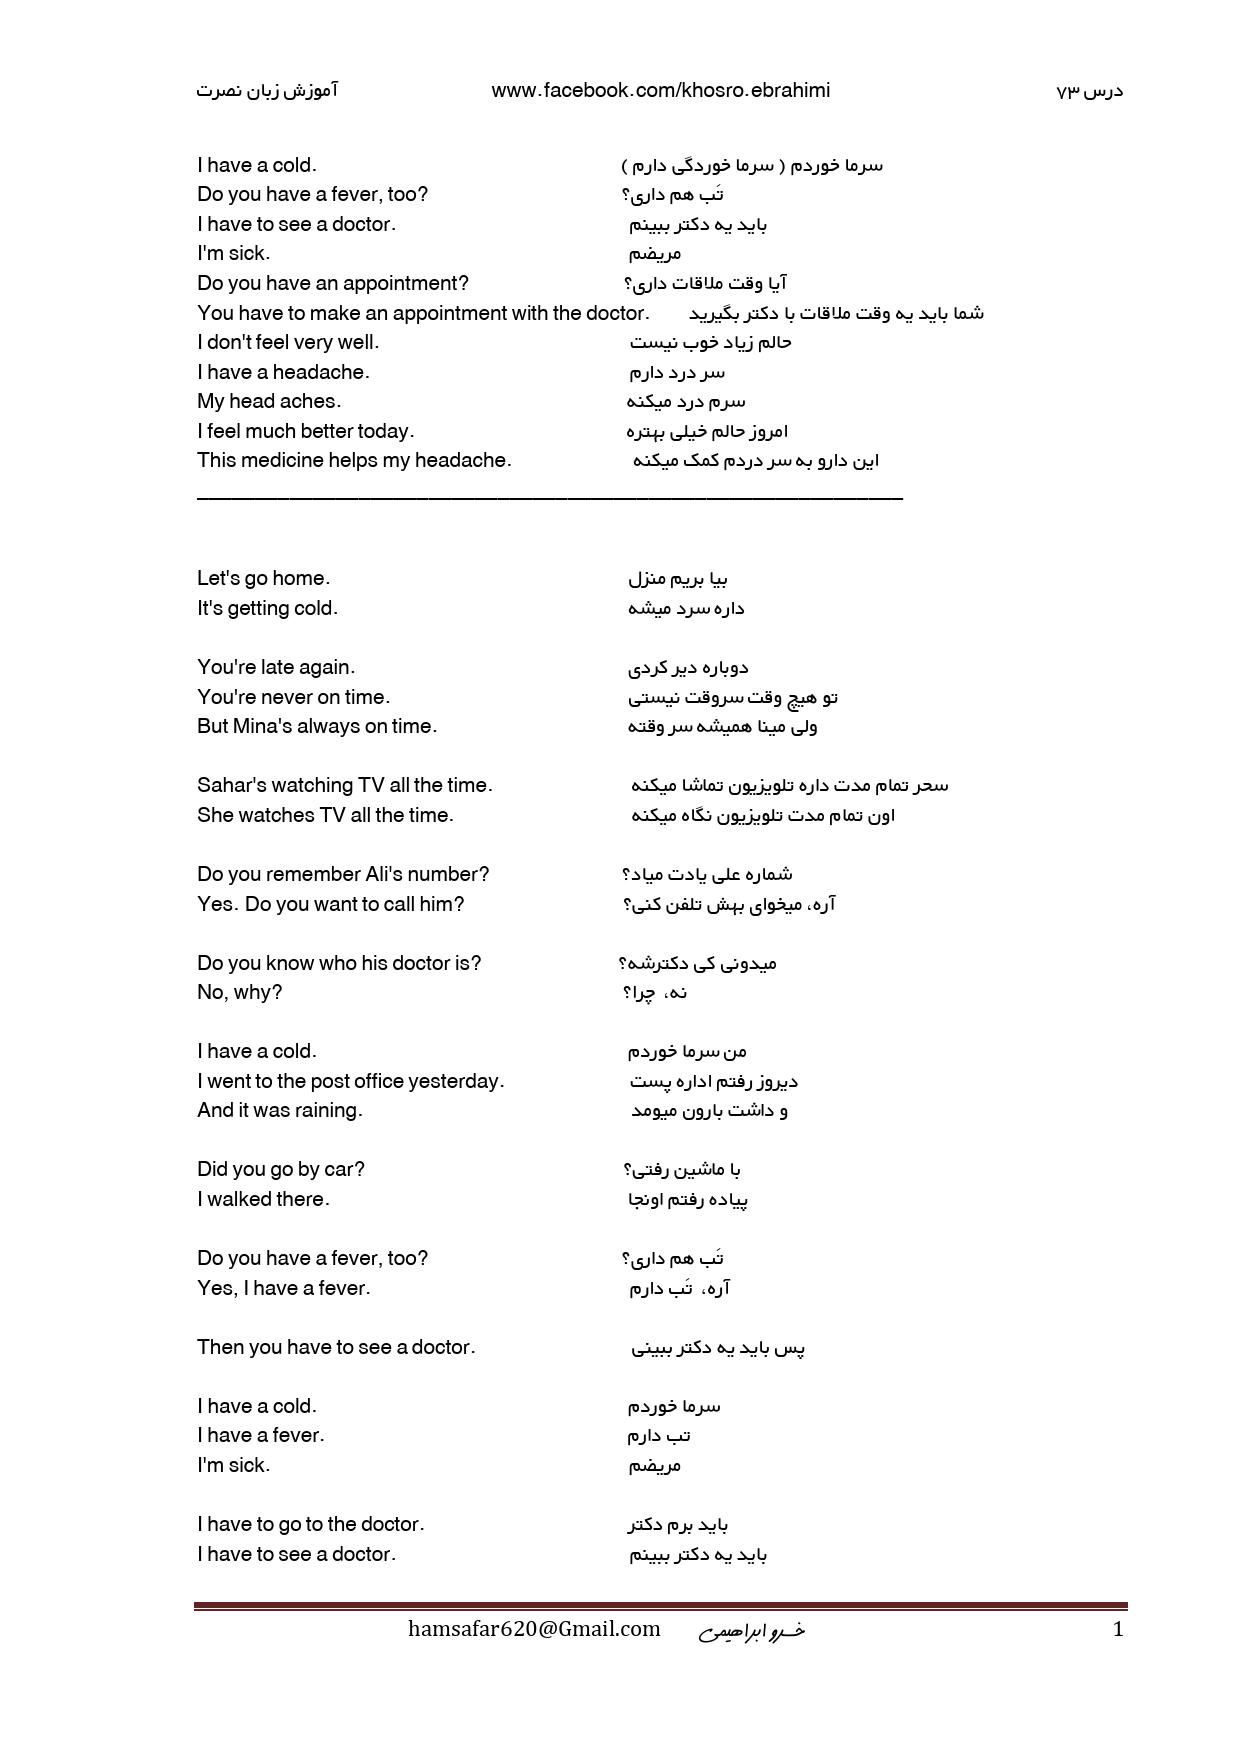 آموزش زبان نصرت www.facebook.com/khosro.ebrahimi درس ۷۳
I have a cold. سرما خوردم ( سرما خوردگی دارم )
Do you have a fever, too? تَب هم داری؟
I have to see a doctor. باید یه دکتر ببینم
I'm sick. مریضم
Do you have an appointment? آیا وقت ملاقات داری؟
You have to make an appointment with the doctor. شما باید یه وقت ملاقات با دکتر بگیرید
I don't feel very well. حالم زیاد خوب نیست
I have a headache. سر درد دارم
My head aches. سرم درد میکنه
I feel much better today. امروز حالم خیلی بهتره
This medicine helps my headache. این دارو به سر دردم کمک میکنه
Let's go home. بیا بریم منزل
It's getting cold. داره سرد میشه
You're late again. دوباره دیر کردی
You're never on time. تو هیچ وقت سروقت نیستی
But Mina's always on time. ولی مینا همیشه سر وقته
Sahar's watching TV all the time. سحر تمام مدت داره تلویزیون تماشا میکنه
She watches TV all the time. اون تمام مدت تلویزیون نگاه میکنه
Do you remember Ali's number? شماره علی یادت میاد؟
Yes. Do you want to call him? آره، میخوای بهش تلفن کنی؟
Do you know who his doctor is? میدونی کی دکترشه؟
No, why? نه، چرا؟
I have a cold. من سرما خوردم
I went to the post office yesterday. دیروز رفتم اداره پست
And it was raining. و داشت بارون میومد
Did you go by car? با ماشین رفتی؟
I walked there. پیاده رفتم اونجا
Do you have a fever, too? تَب هم داری؟
Yes, I have a fever. آره، تَب دارم
Then you have to see a doctor. پس باید یه دکتر ببینی
I have a cold. سرما خوردم
I have a fever. تب دارم
I'm sick. مریضم
I have to go to the doctor. باید برم دکتر
I have to see a doctor. باید یه دکتر ببینم
hamsafar620@Gmail.com خسرو ابراهیمی 1